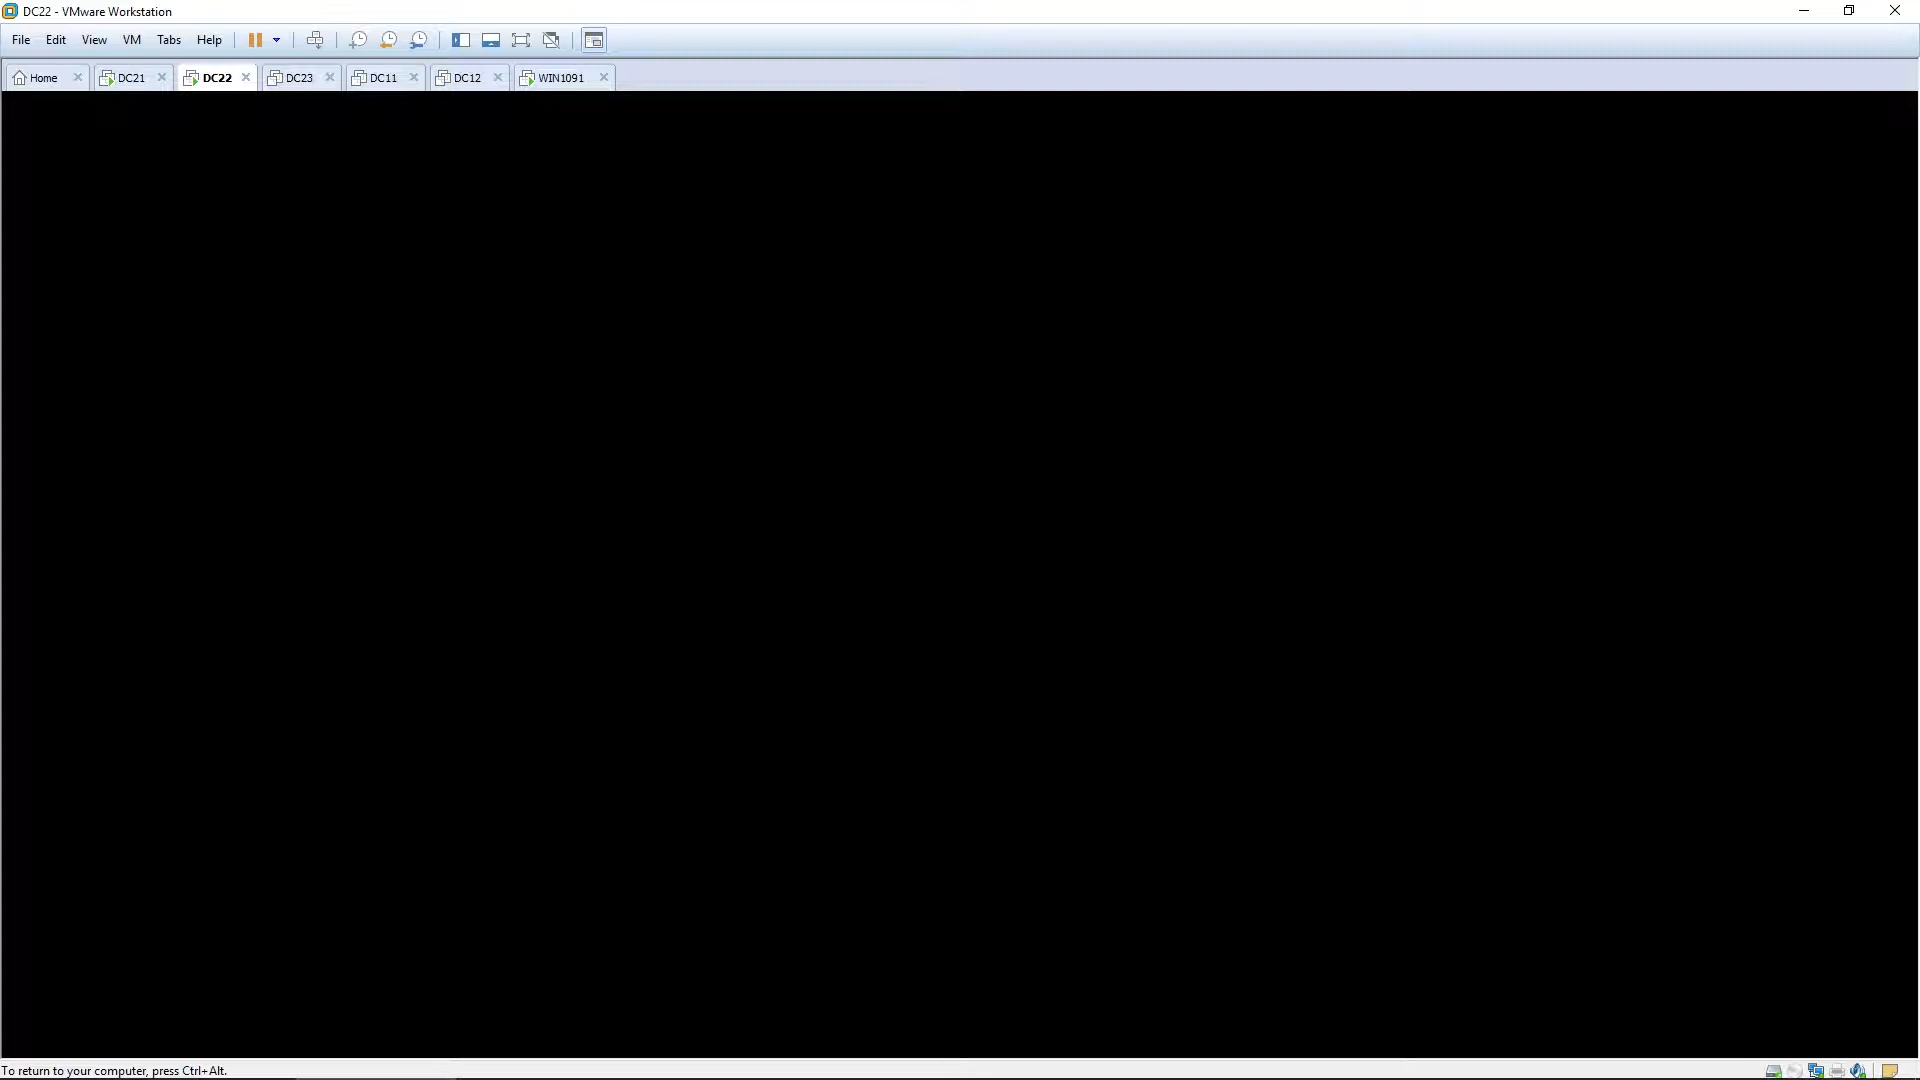 DC22 - VMware Workstation
File Edit View VM Tabs Help
Home DC21 DC22 DC23 DC11 DC12 WIN1091
To return to your computer, press Ctrl+Alt.